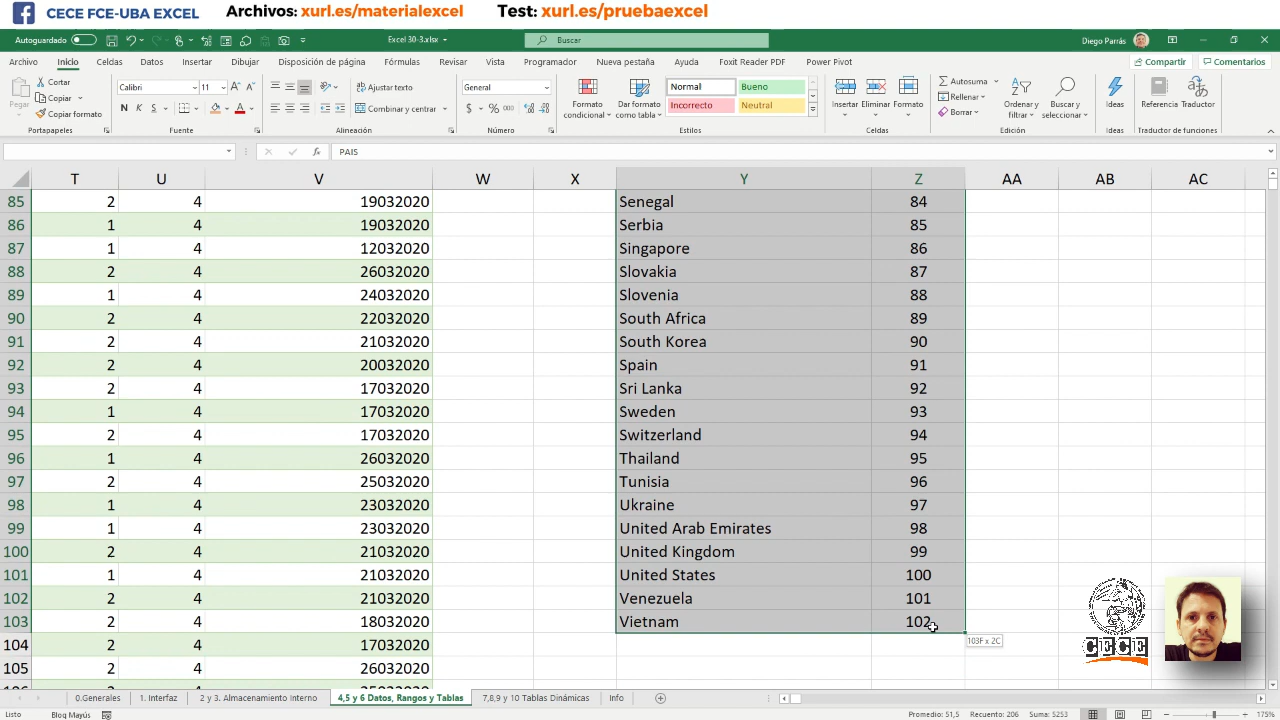 CECE FCE-UBA EXCEL Archivos: xurl.es/materialexcel Test: xurl.es/pruebaexcel
Autoguardado Excel 30-3.xlsx Buscar Diego Parrás
Archivo Inicio Celdas Datos Insertar Dibujar Disposición de página Fórmulas Revisar Vista Programador Nueva pestaña Ayuda Foxit Reader PDF Power Pivot Compartir Comentarios
Pegar Cortar Copiar Copiar formato
Calibri 11 N K S
Ajustar texto Combinar y centrar
General $ % 000
Formato condicional Dar formato como tabla
Normal Bueno
Incorrecto Neutral
Insertar Eliminar Formato
Autosuma Rellenar Borrar
Ordenar y filtrar Buscar y seleccionar
Ideas Referencia Traductor
Portapapeles Fuente Alineación Número Estilos Celdas Edición Ideas Traductor de funciones
fx PAIS
T U V W X Y Z AA AB AC
85 2 4 19032020 Senegal 84
86 1 4 19032020 Serbia 85
87 1 4 12032020 Singapore 86
88 2 4 26032020 Slovakia 87
89 1 4 24032020 Slovenia 88
90 2 4 22032020 South Africa 89
91 2 4 21032020 South Korea 90
92 2 4 20032020 Spain 91
93 2 4 17032020 Sri Lanka 92
94 1 4 17032020 Sweden 93
95 2 4 17032020 Switzerland 94
96 1 4 26032020 Thailand 95
97 2 4 25032020 Tunisia 96
98 1 4 23032020 Ukraine 97
99 1 4 23032020 United Arab Emirates 98
100 2 4 21032020 United Kingdom 99
101 1 4 21032020 United States 100
102 2 4 21032020 Venezuela 101
103 2 4 18032020 Vietnam 102
103F x 2C
104 2 4 17032020
105 2 4 26032020
CECE
0.Generales 1. Interfaz 2 y 3. Almacenamiento Interno 4,5 y 6 Datos, Rangos y Tablas 7,8,9 y 10 Tablas Dinámicas Info
Listo Bloq Mayús Promedio: 51,5 Recuento: 206 Suma: 5253 175%